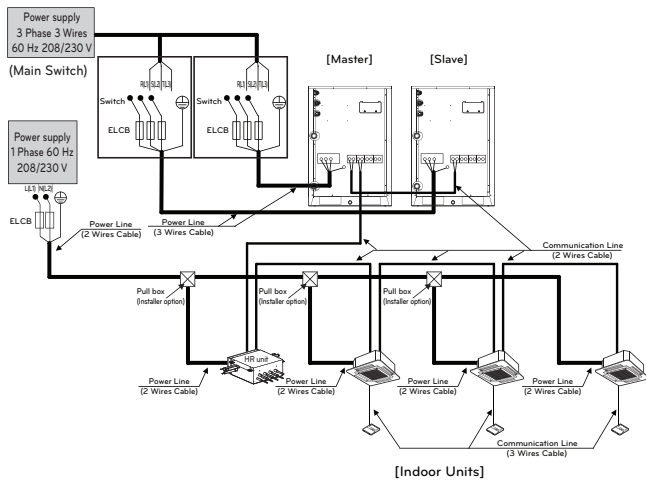 Power supply
3 Phase 3 Wires
60 Hz 208/230 V
(Main Switch)
R(L1) S(L2) T(L3)
Switch
ELCB
R(L1) S(L2) T(L3)
Switch
ELCB
[Master]
[Slave]
Power supply
1 Phase 60 Hz
208/230 V
L(L1) N(L2)
ELCB
Power Line
(2 Wires Cable)
Power Line
(3 Wires Cable)
Communication Line
(2 Wires Cable)
Pull box
(Installer option)
Pull box
(Installer option)
Pull box
(Installer option)
HR unit
Power Line
(2 Wires Cable)
Power Line
(2 Wires Cable)
Power Line
(2 Wires Cable)
Power Line
(2 Wires Cable)
Communication Line
(3 Wires Cable)
[Indoor Units]